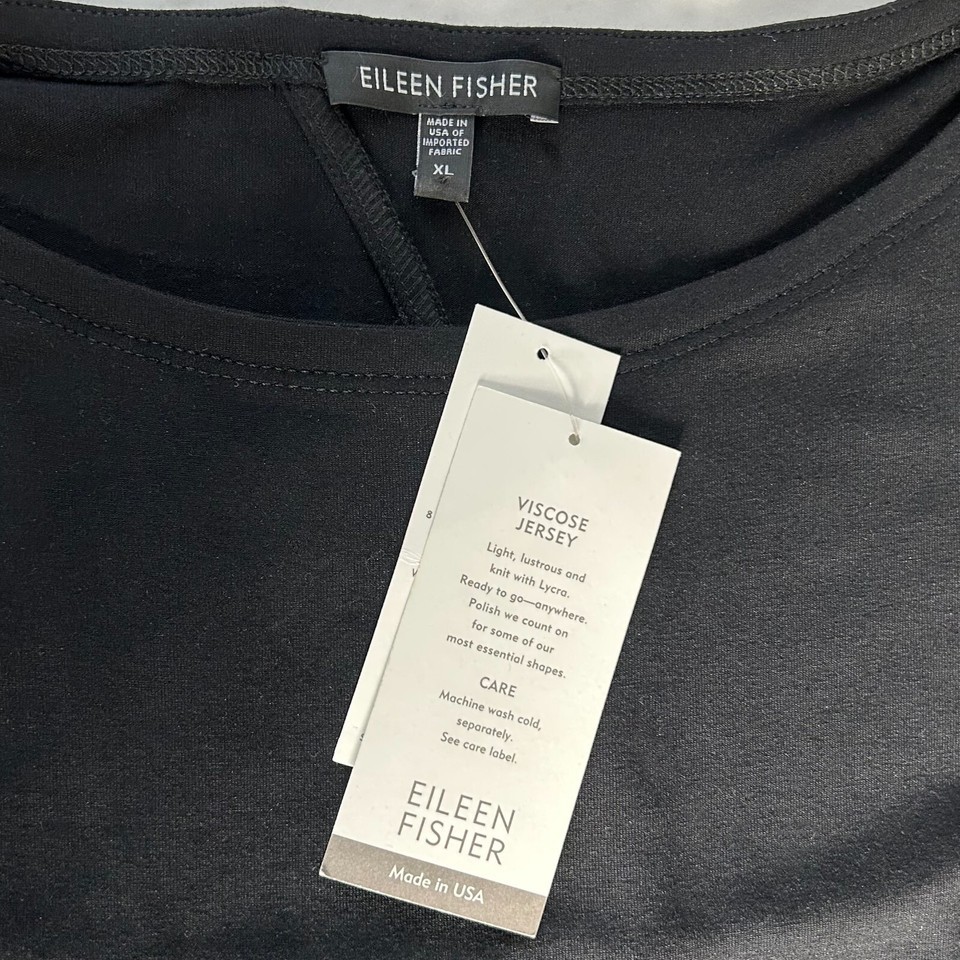 EILEEN FISHER
MADE IN
USA OF
IMPORTED
FABRIC
XL
8
VISCOSE
JERSEY
Light, lustrous and
knit with Lycra.
Ready to go—anywhere.
Polish we count on
for some of our
most essential shapes.
CARE
Machine wash cold,
separately.
See care label.
EILEEN
FISHER
Made in USA